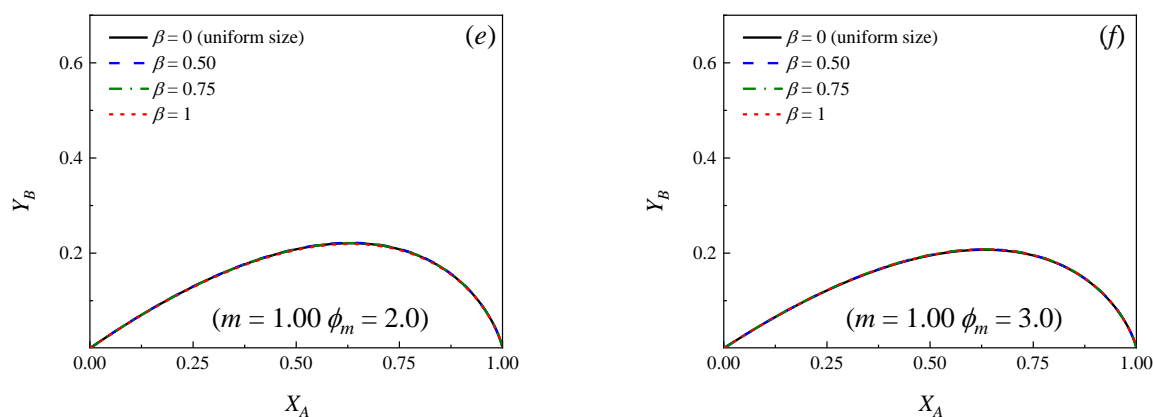 (e)
β = 0 (uniform size)
β = 0.50
β = 0.75
β = 1
0.6
0.4
0.2
Y_B
(m = 1.00 ϕ_m = 2.0)
0.00 0.25 0.50 0.75 1.00
X_A
(f)
β = 0 (uniform size)
β = 0.50
β = 0.75
β = 1
0.6
0.4
0.2
Y_B
(m = 1.00 ϕ_m = 3.0)
0.00 0.25 0.50 0.75 1.00
X_A